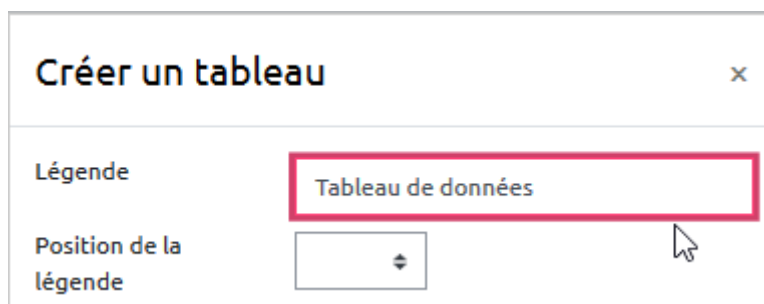 Créer un tableau ×
Légende
Tableau de données
Position de la
légende